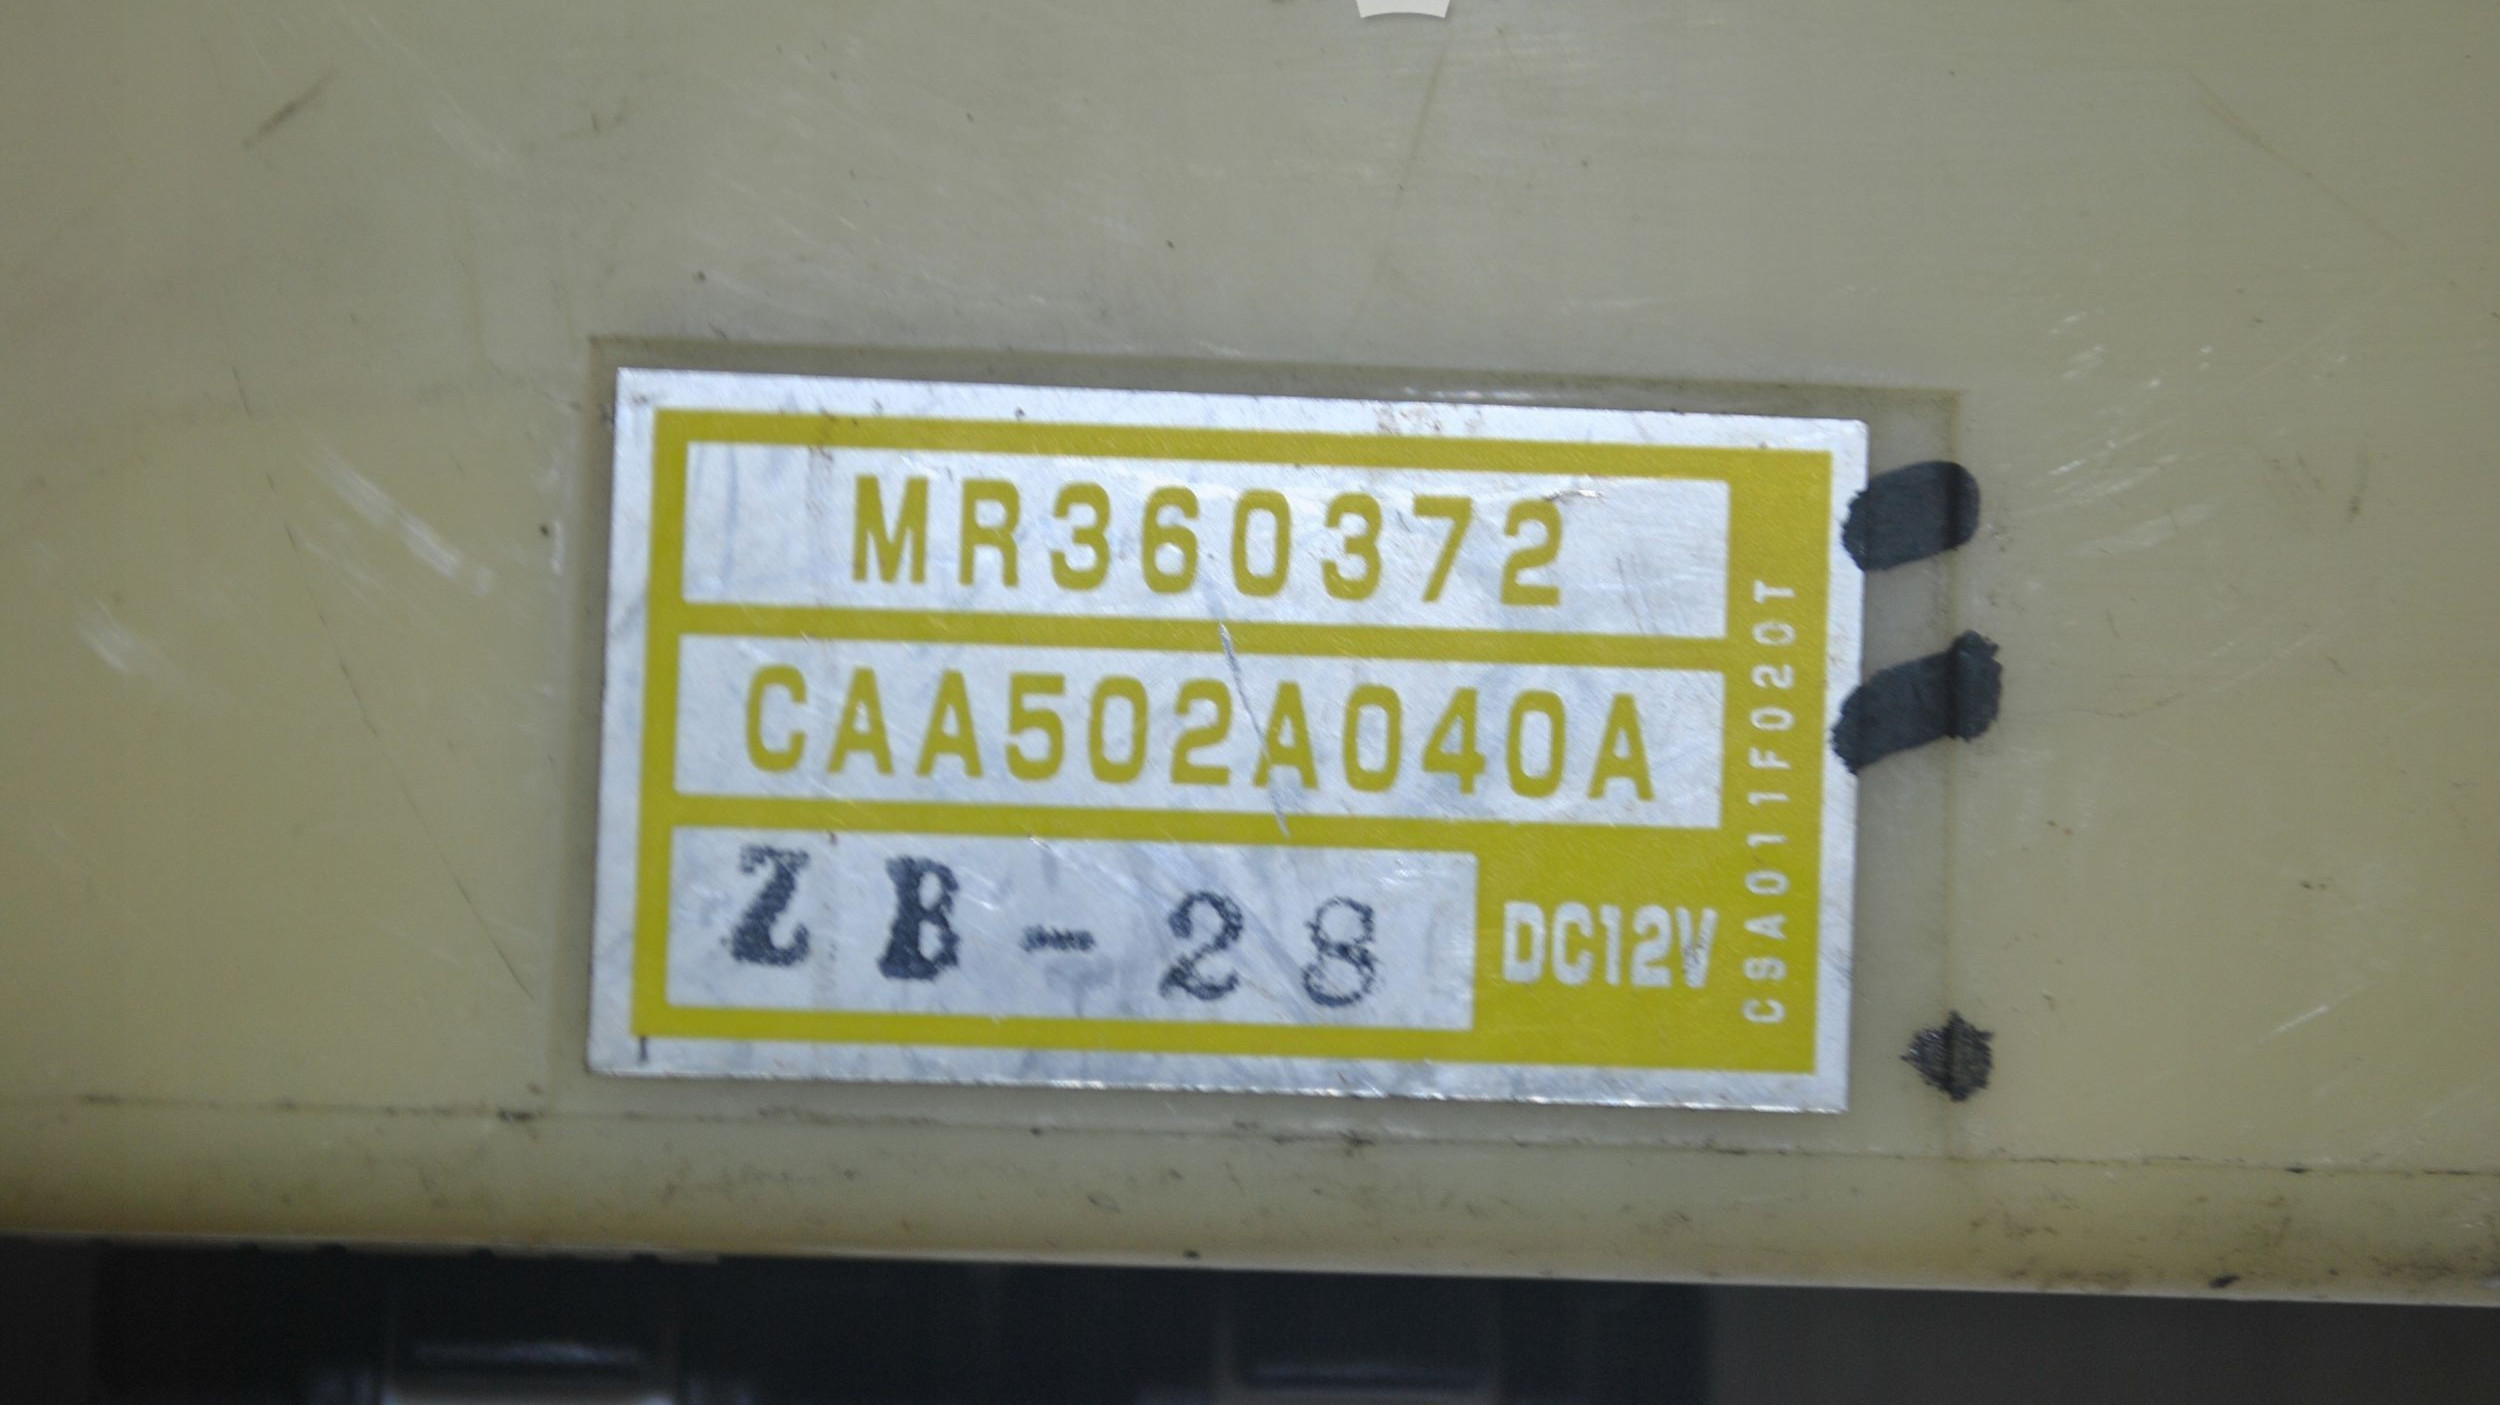 MR360372
CAA502A040A
ZB-28
DC12V
CSA011F020T